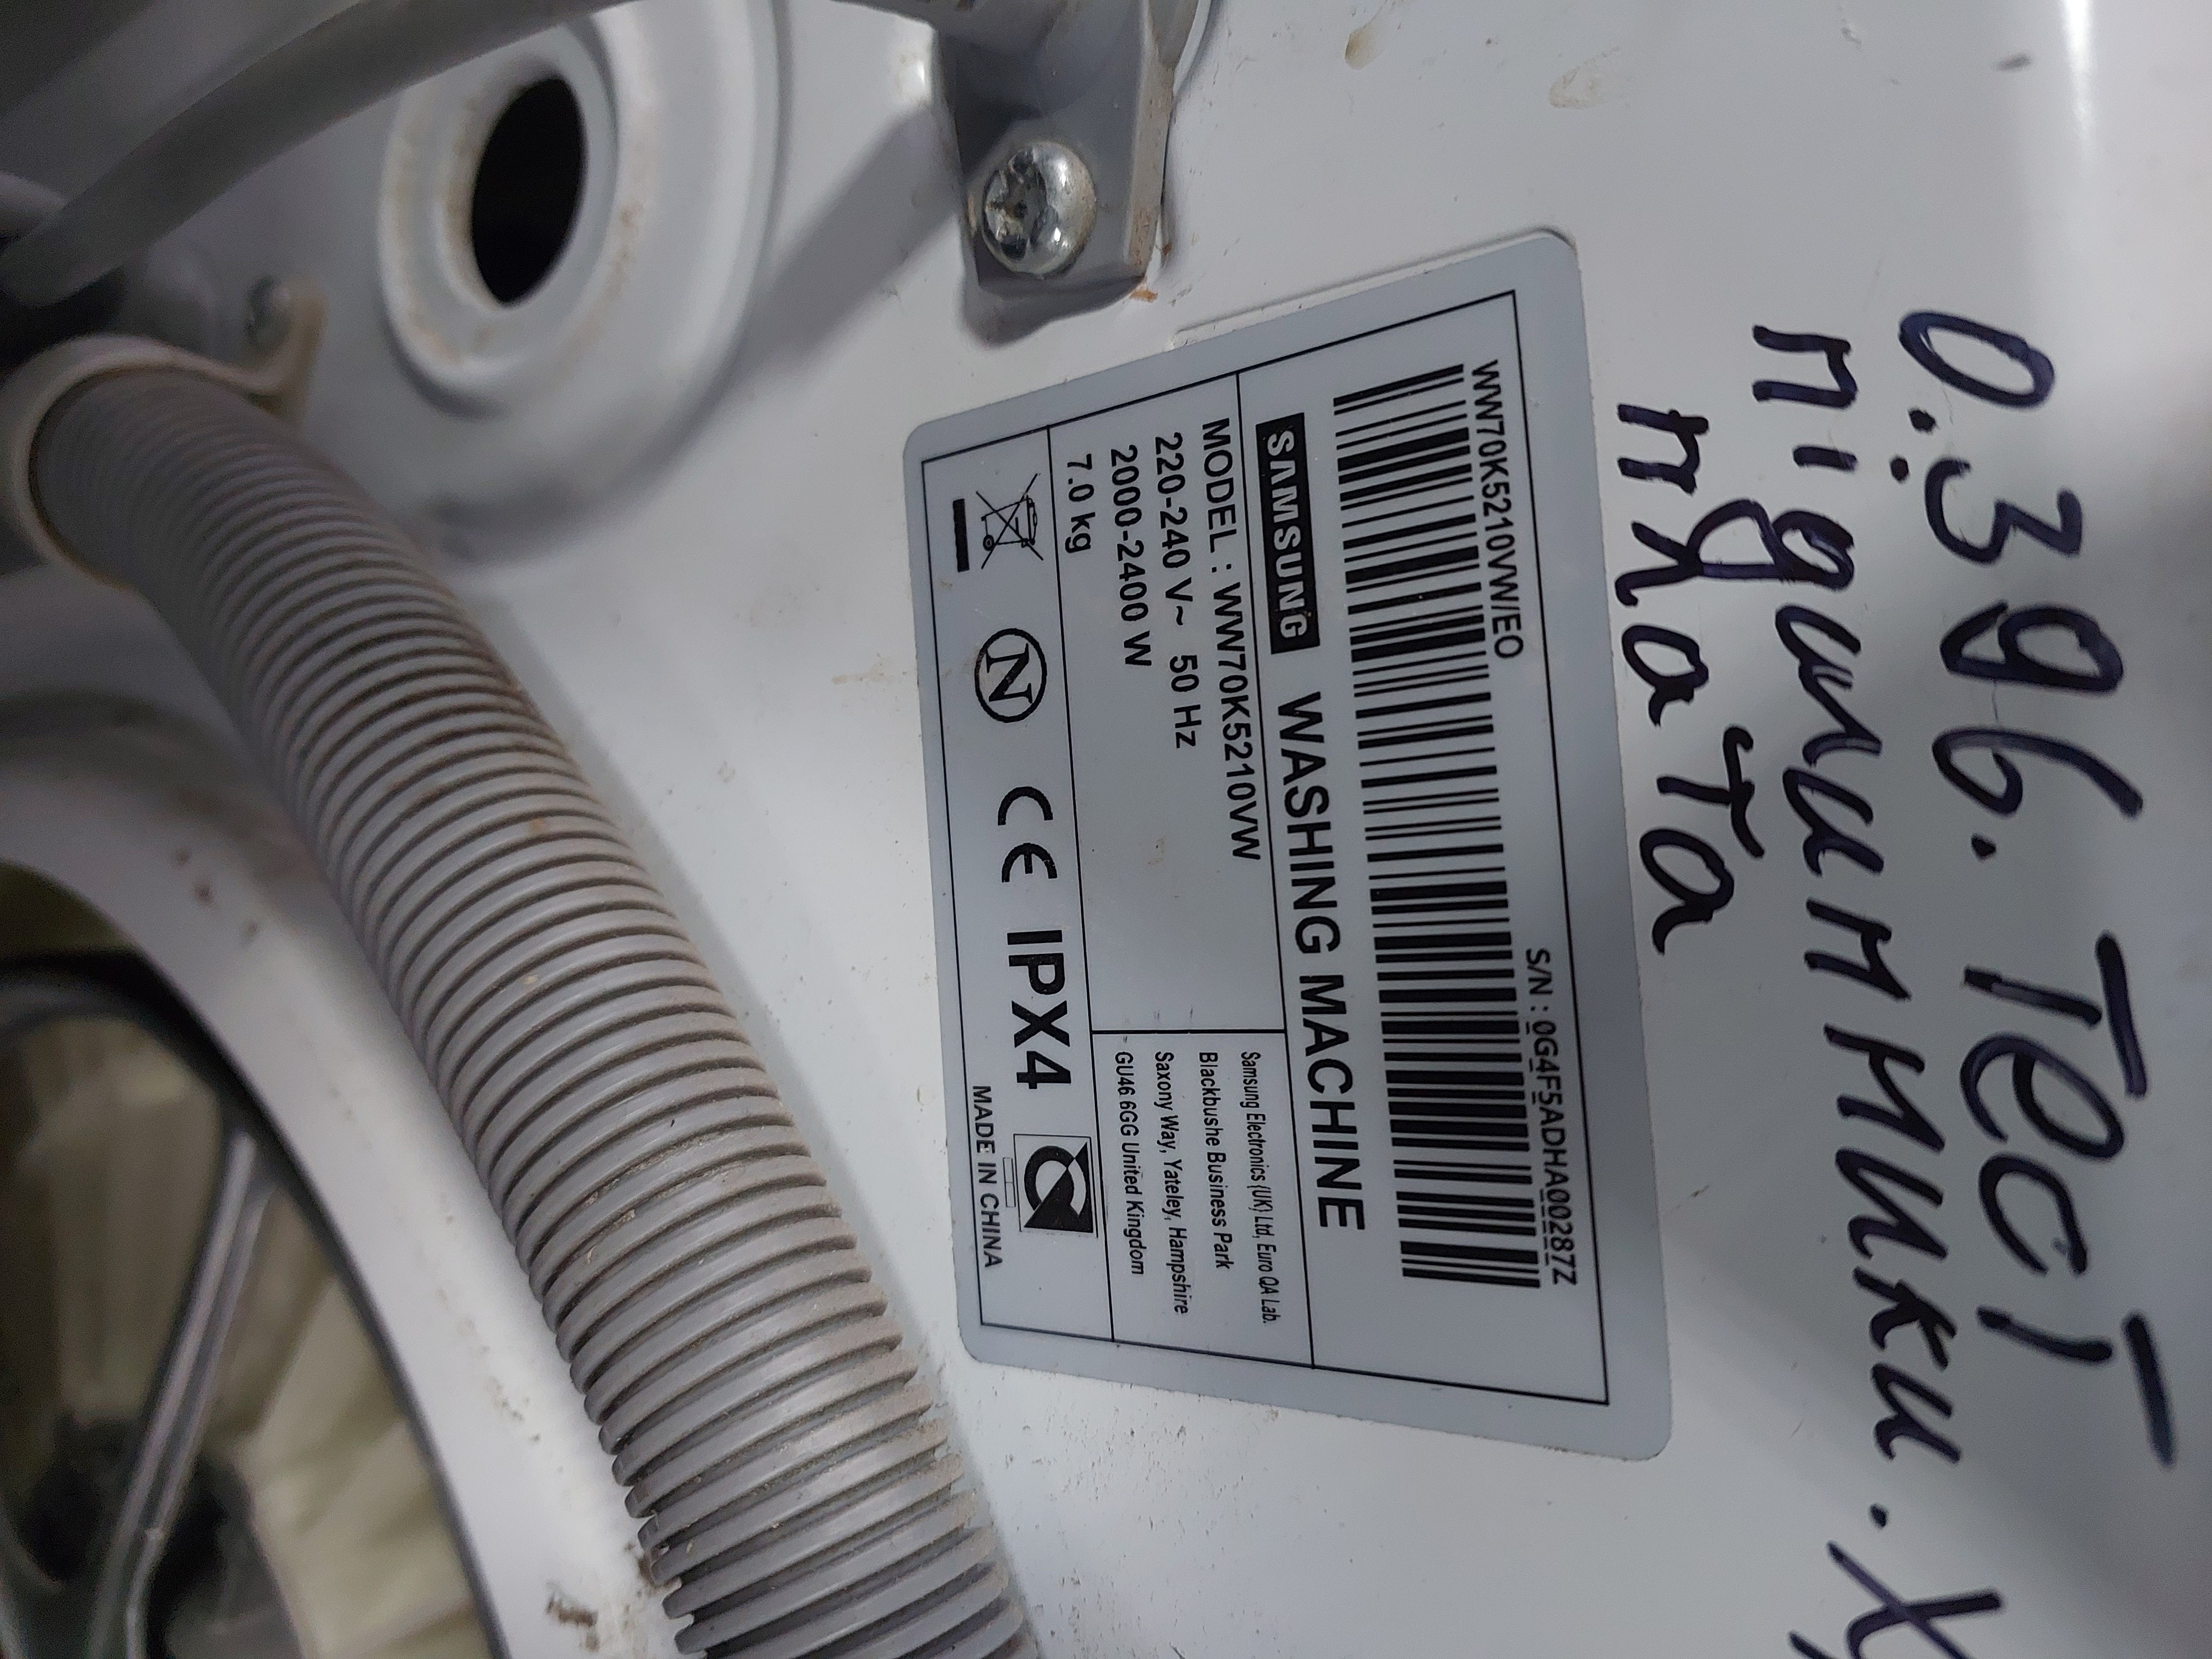 0.396. Тест
підшипники. X
плата
WW70K5210VW/EO
S/N : 0G4F5ADHA00287Z
SAMSUNG WASHING MACHINE
MODEL : WW70K5210VW
220-240 V~ 50 Hz
2000-2400 W
7.0 kg
Samsung Electronics (UK) Ltd, Euro QA Lab.
Blackbushe Business Park
Saxony Way, Yateley, Hampshire
GU46 6GG United Kingdom
N CE IPX4
MADE IN CHINA